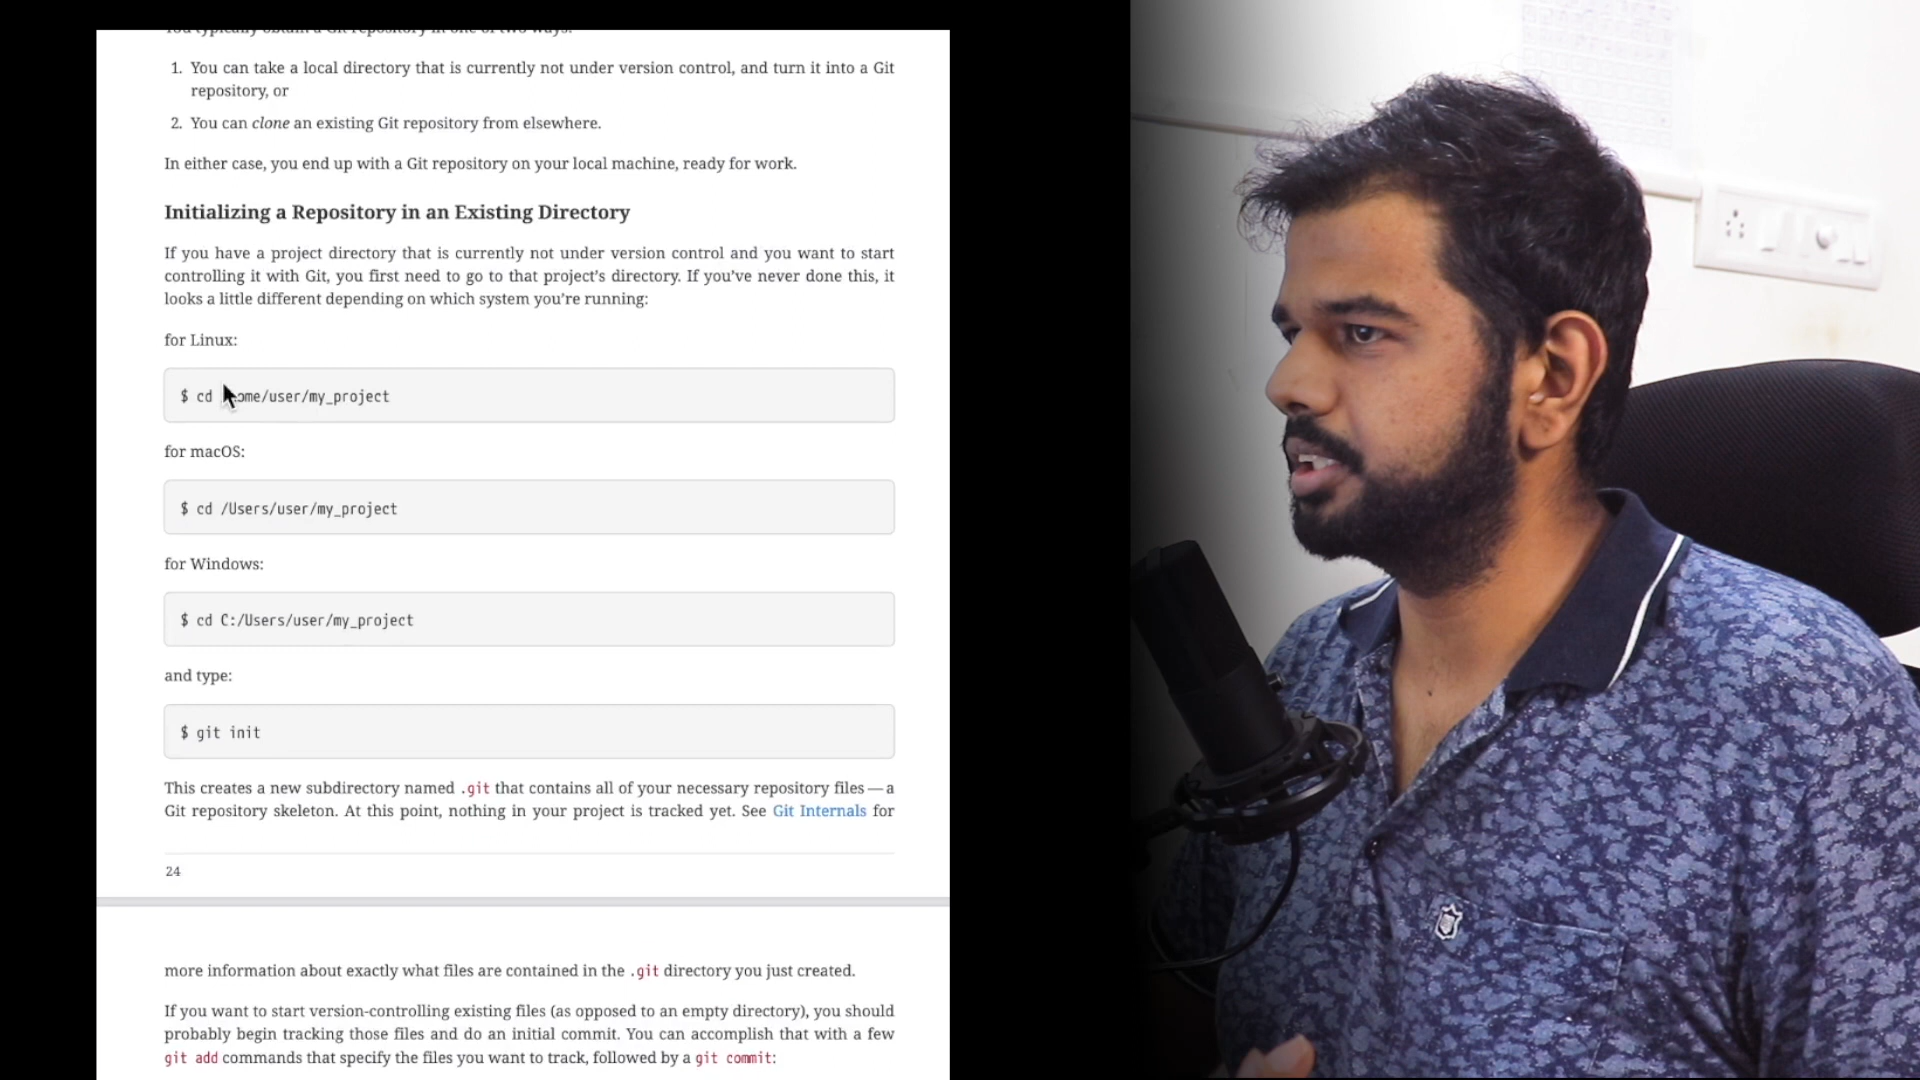 1. You can take a local directory that is currently not under version control, and turn it into a Git
repository, or
2. You can clone an existing Git repository from elsewhere.
In either case, you end up with a Git repository on your local machine, ready for work.
Initializing a Repository in an Existing Directory
If you have a project directory that is currently not under version control and you want to start
controlling it with Git, you first need to go to that project’s directory. If you’ve never done this, it
looks a little different depending on which system you’re running:
for Linux:
$ cd ome/user/my_project
for macOS:
$ cd /Users/user/my_project
for Windows:
$ cd C:/Users/user/my_project
and type:
$ git init
This creates a new subdirectory named .git that contains all of your necessary repository files — a
Git repository skeleton. At this point, nothing in your project is tracked yet. See Git Internals for
24
more information about exactly what files are contained in the .git directory you just created.
If you want to start version-controlling existing files (as opposed to an empty directory), you should
probably begin tracking those files and do an initial commit. You can accomplish that with a few
git add commands that specify the files you want to track, followed by a git commit: